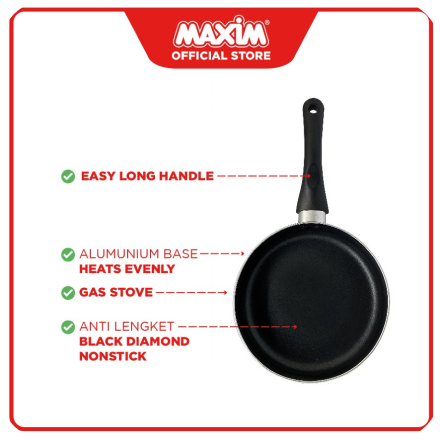 MAXIM®
OFFICIAL STORE
EASY LONG HANDLE
ALUMUNIUM BASE
HEATS EVENLY
GAS STOVE
ANTI LENGKET
BLACK DIAMOND
NONSTICK